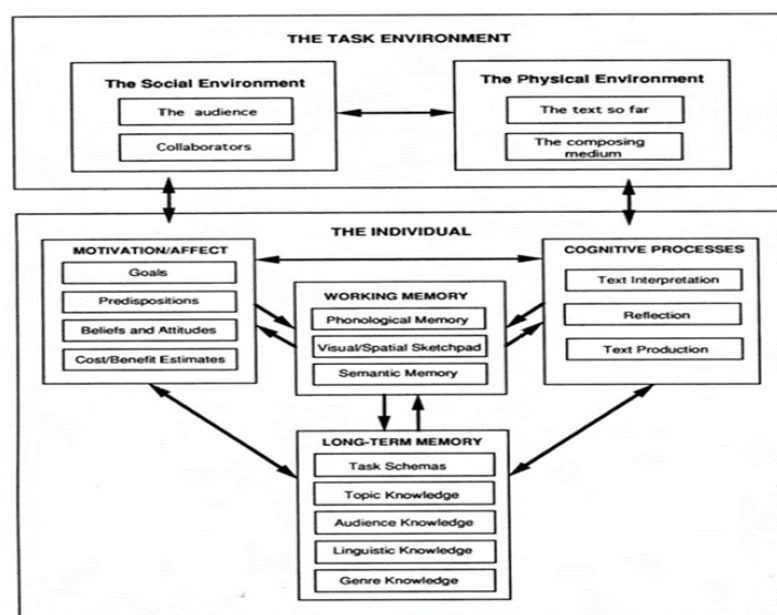 THE TASK ENVIRONMENT
The Social Environment
The audience
Collaborators
The Physical Environment
The text so far
The composing
medium
THE INDIVIDUAL
MOTIVATION/AFFECT
Goals
Predispositions
Beliefs and Attitudes
Cost/Benefit Estimates
WORKING MEMORY
Phonological Memory
Visual/Spatial Sketchpad
Semantic Memory
COGNITIVE PROCESSES
Text Interpretation
Reflection
Text Production
LONG-TERM MEMORY
Task Schemas
Topic Knowledge
Audience Knowledge
Linguistic Knowledge
Genre Knowledge